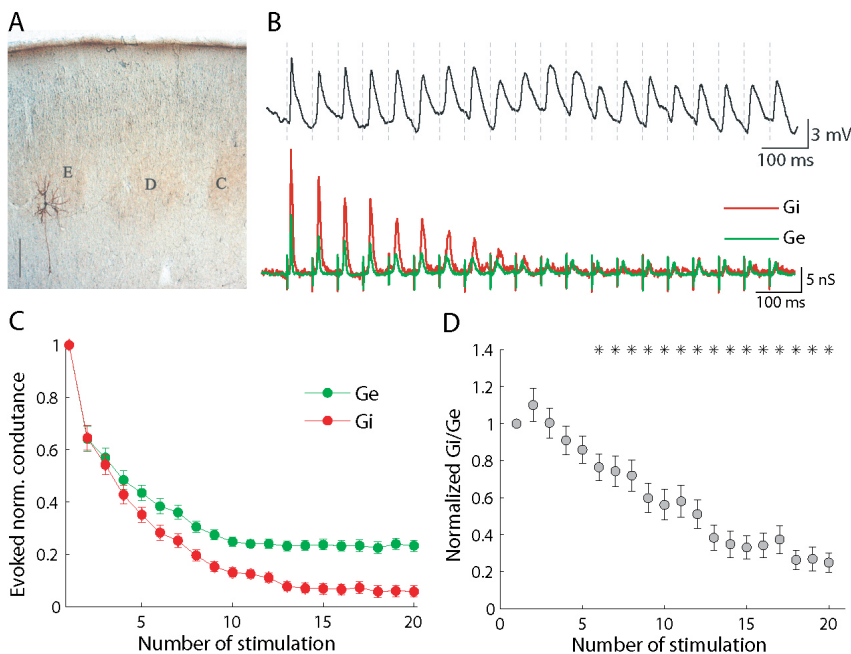 A
E
D
C
B
3 mV
100 ms
Gi
Ge
5 nS
100 ms
C
Evoked norm. condutance
1
0.8
0.6
0.4
0.2
0
5
10
15
20
Number of stimulation
Ge
Gi
D
Normalized Gi/Ge
1.4
1.2
1
0.8
0.6
0.4
0.2
0
0
5
10
15
20
Number of stimulation
* * * * * * * * * * * * * * *